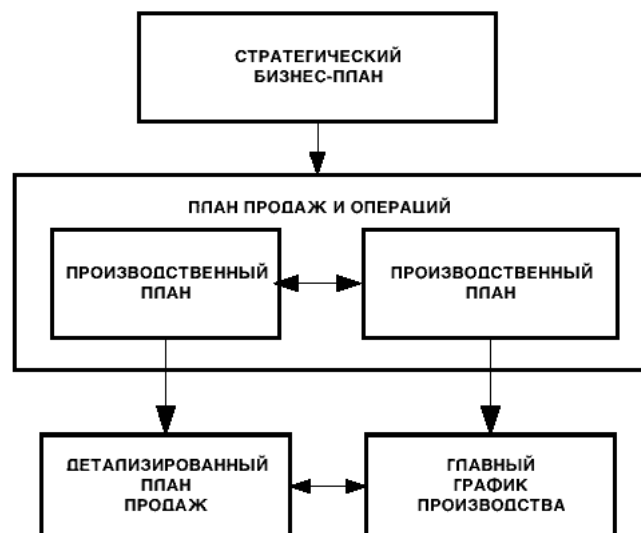 СТРАТЕГИЧЕСКИЙ
БИЗНЕС-ПЛАН
ПЛАН ПРОДАЖ И ОПЕРАЦИЙ
ПРОИЗВОДСТВЕННЫЙ
ПЛАН
ПРОИЗВОДСТВЕННЫЙ
ПЛАН
ДЕТАЛИЗИРОВАННЫЙ
ПЛАН
ПРОДАЖ
ГЛАВНЫЙ
ГРАФИК
ПРОИЗВОДСТВА